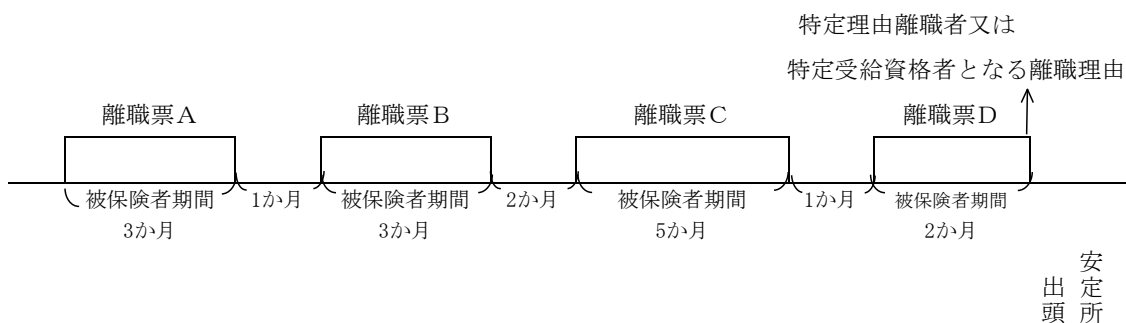 特定理由離職者又は
特定受給資格者となる離職理由
離職票A
離職票B
離職票C
離職票D
被保険者期間
3か月
1か月
被保険者期間
3か月
2か月
被保険者期間
5か月
1か月
被保険者期間
2か月
安定所
出頭